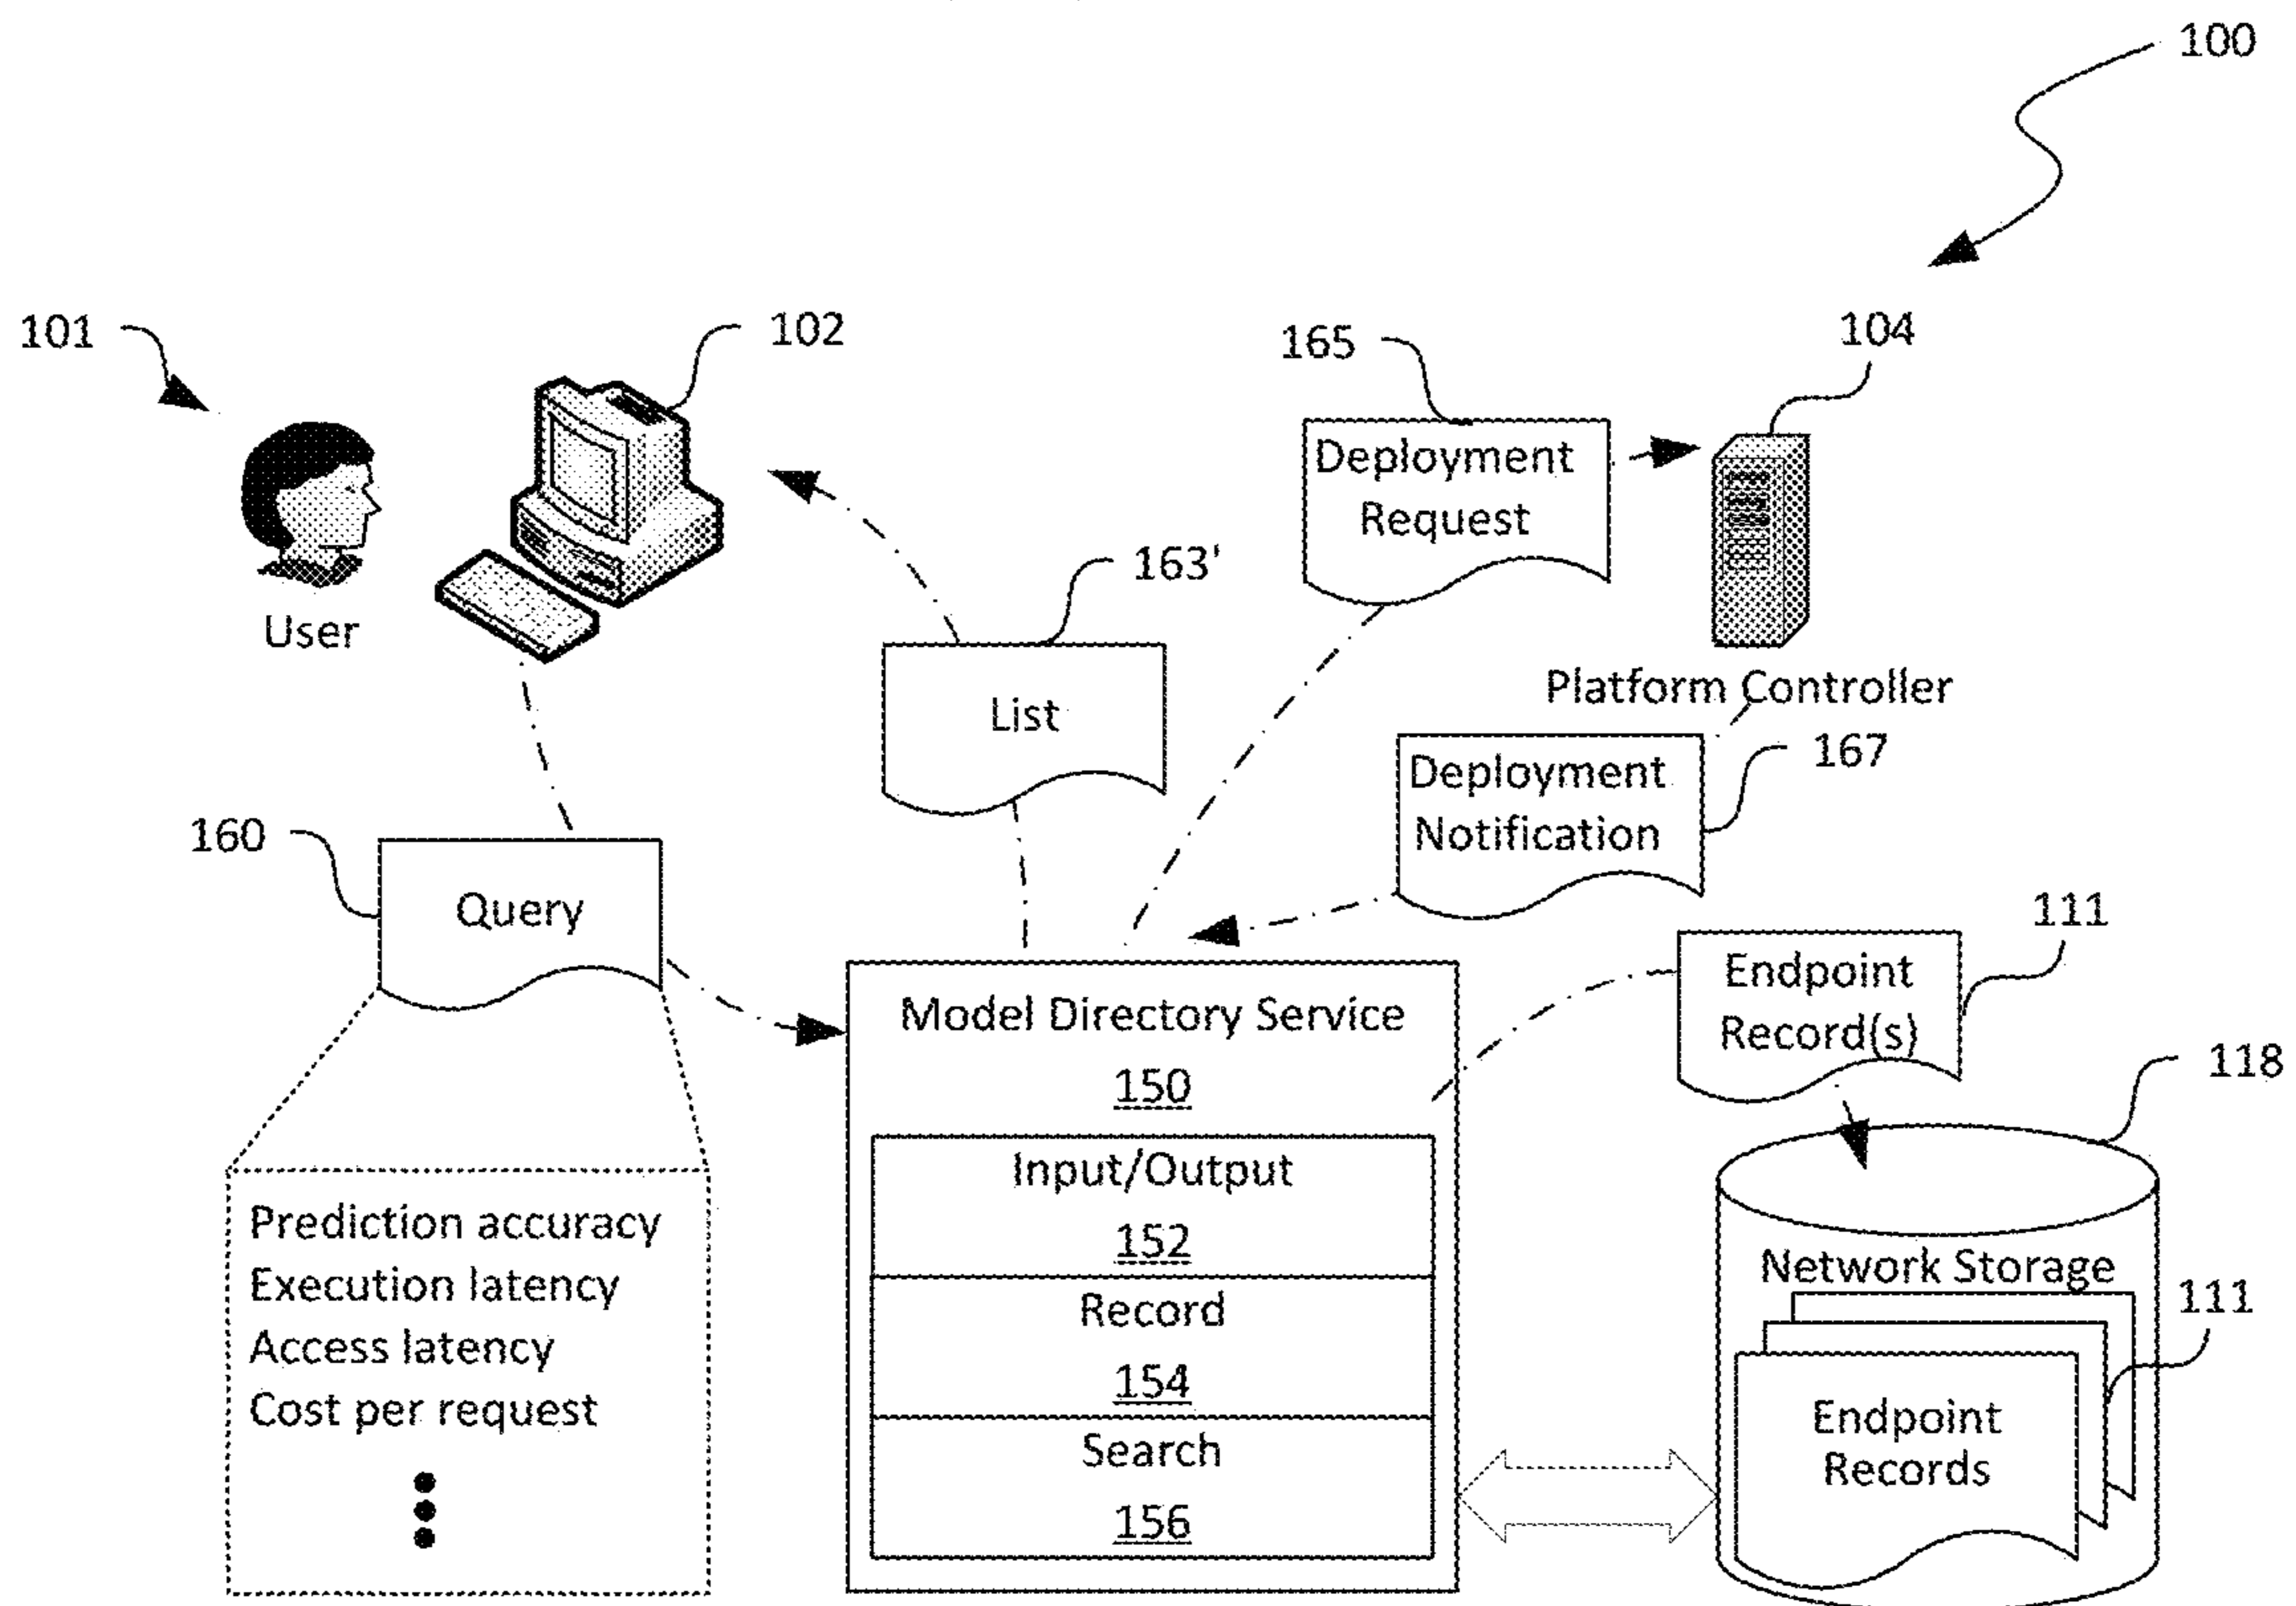 100
101
102
165
104
Deployment
Request
163'
User
List
Platform Controller
Deployment
Notification
167
160
Query
111
Endpoint
Record(s)
118
Model Directory Service
150
Input/Output
152
Record
154
Search
156
Prediction accuracy
Execution latency
Access latency
Cost per request
Network Storage
111
Endpoint
Records